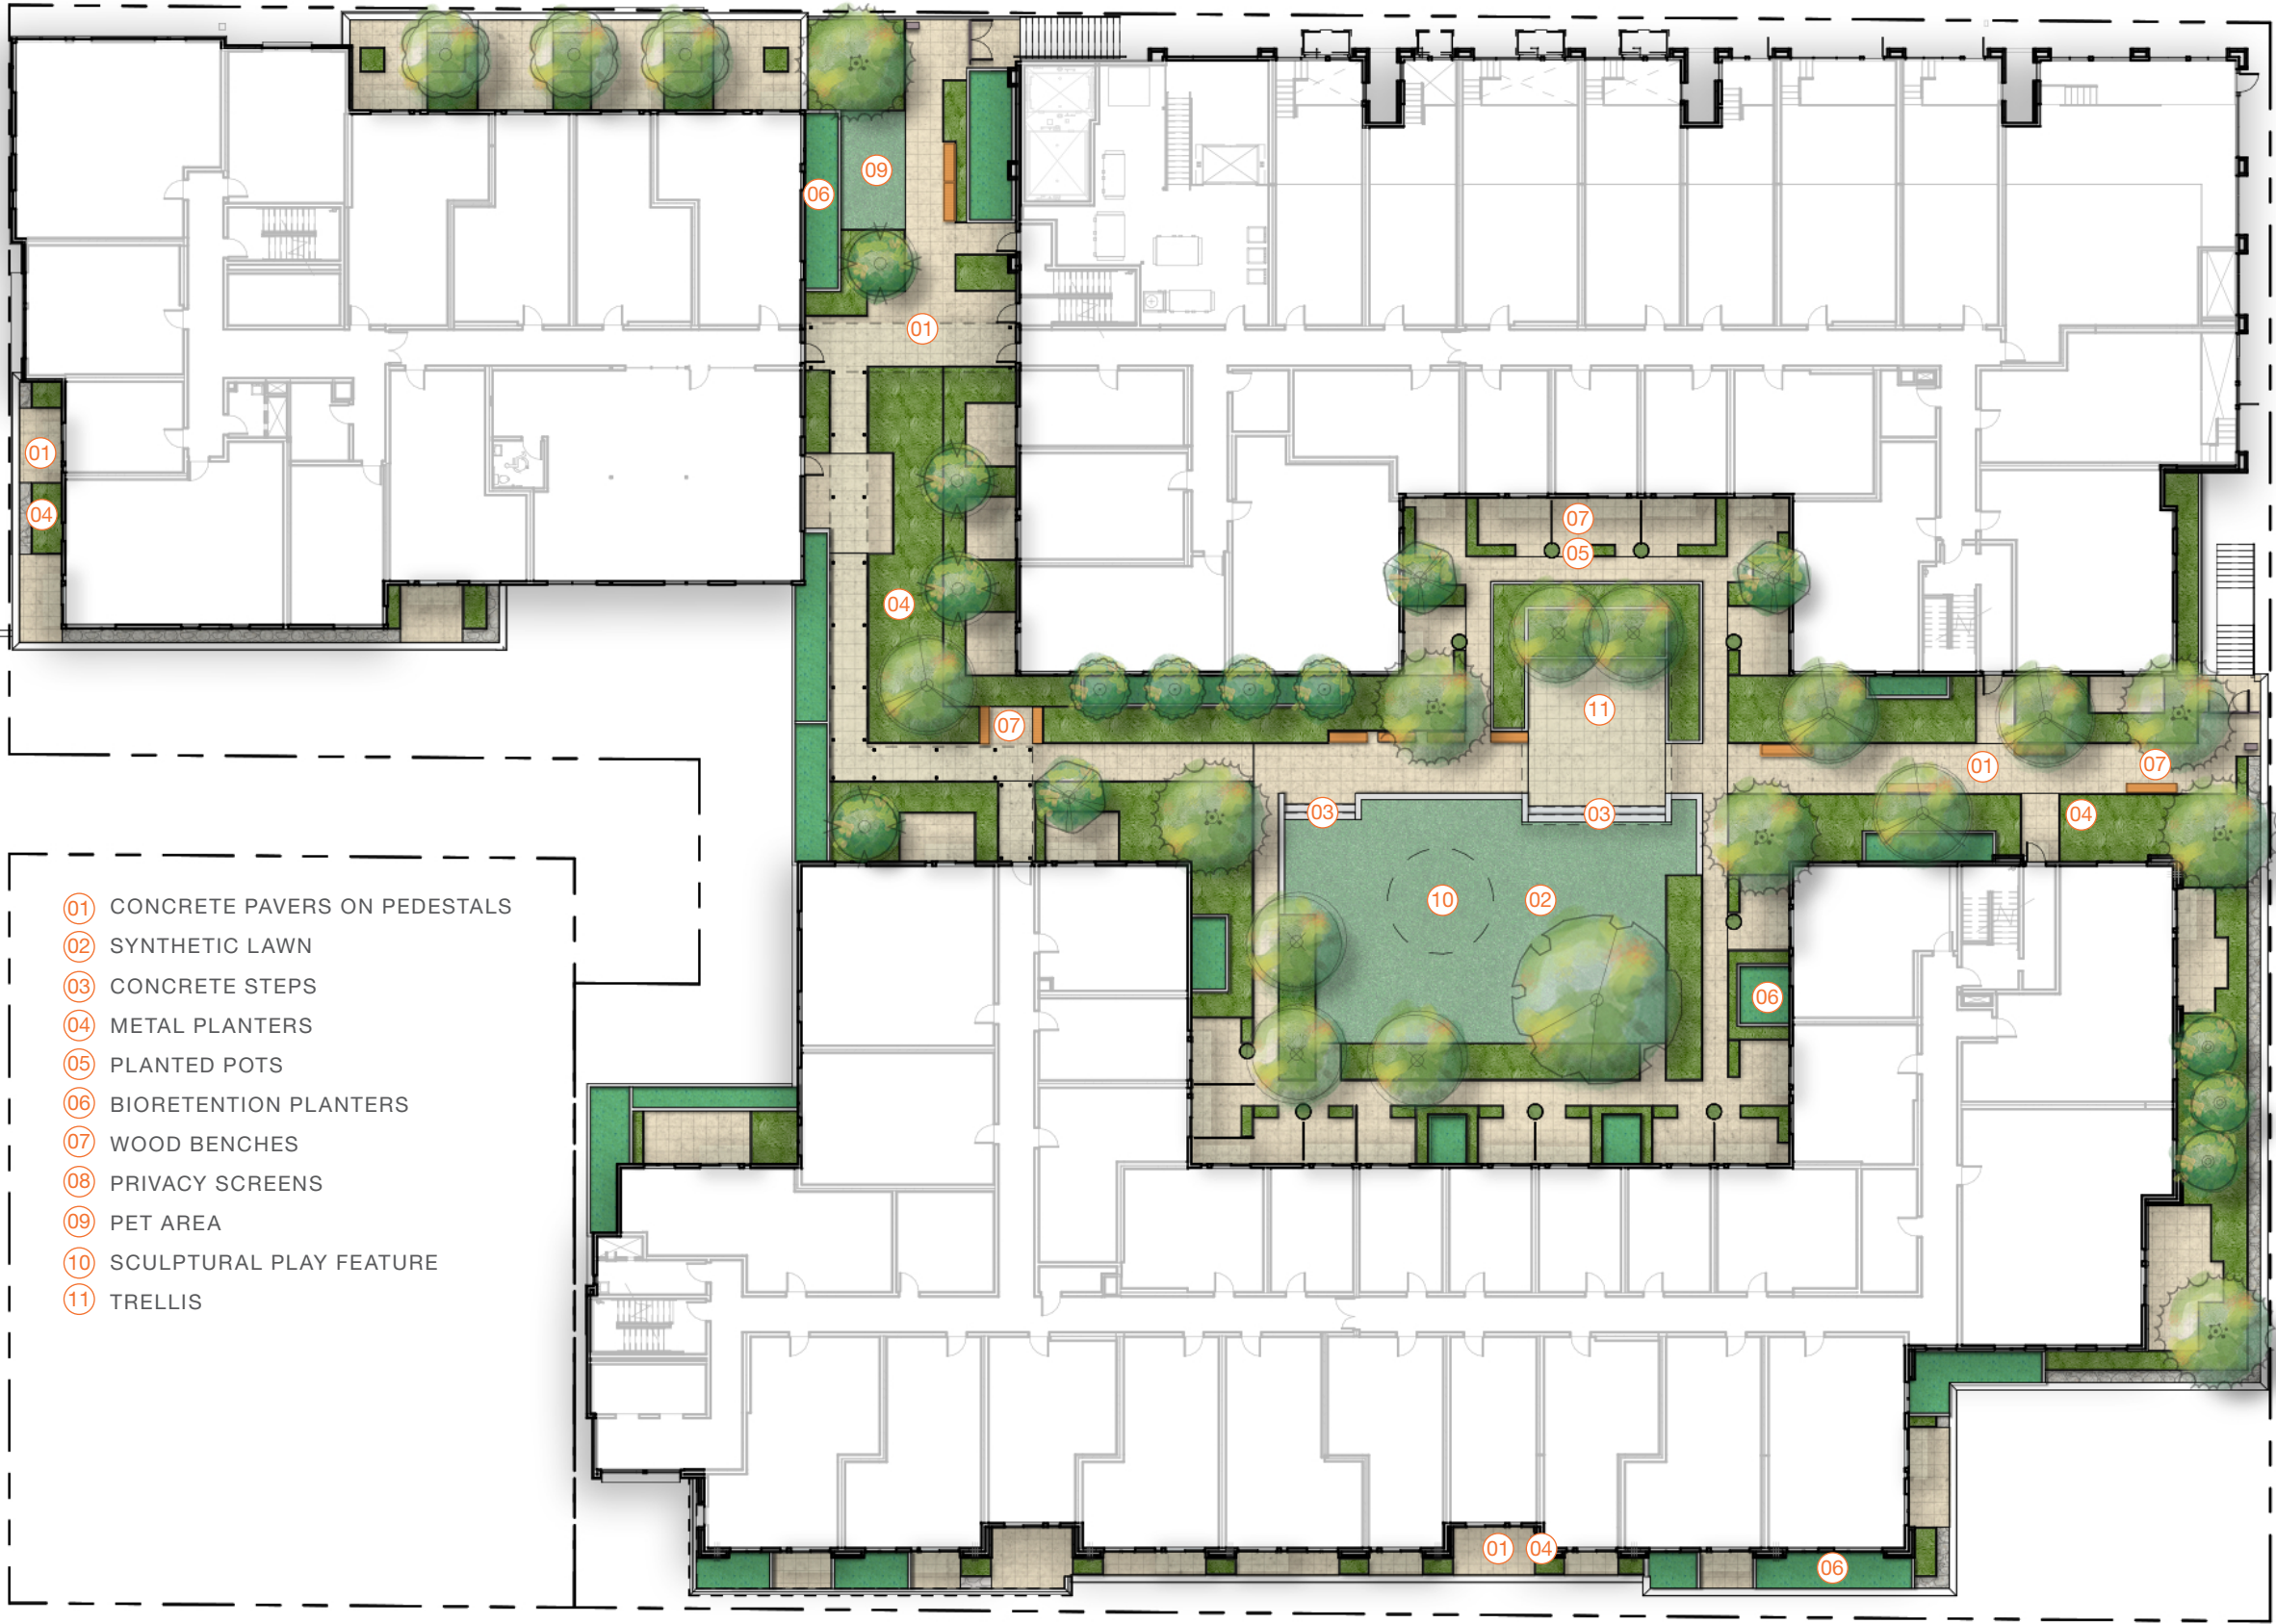 09
06
01
01
04
07
05
04
11
07
01
07
03
03
04
10
02
06
01 CONCRETE PAVERS ON PEDESTALS
02 SYNTHETIC LAWN
03 CONCRETE STEPS
04 METAL PLANTERS
05 PLANTED POTS
06 BIORETENTION PLANTERS
07 WOOD BENCHES
08 PRIVACY SCREENS
09 PET AREA
10 SCULPTURAL PLAY FEATURE
11 TRELLIS
01 04
06